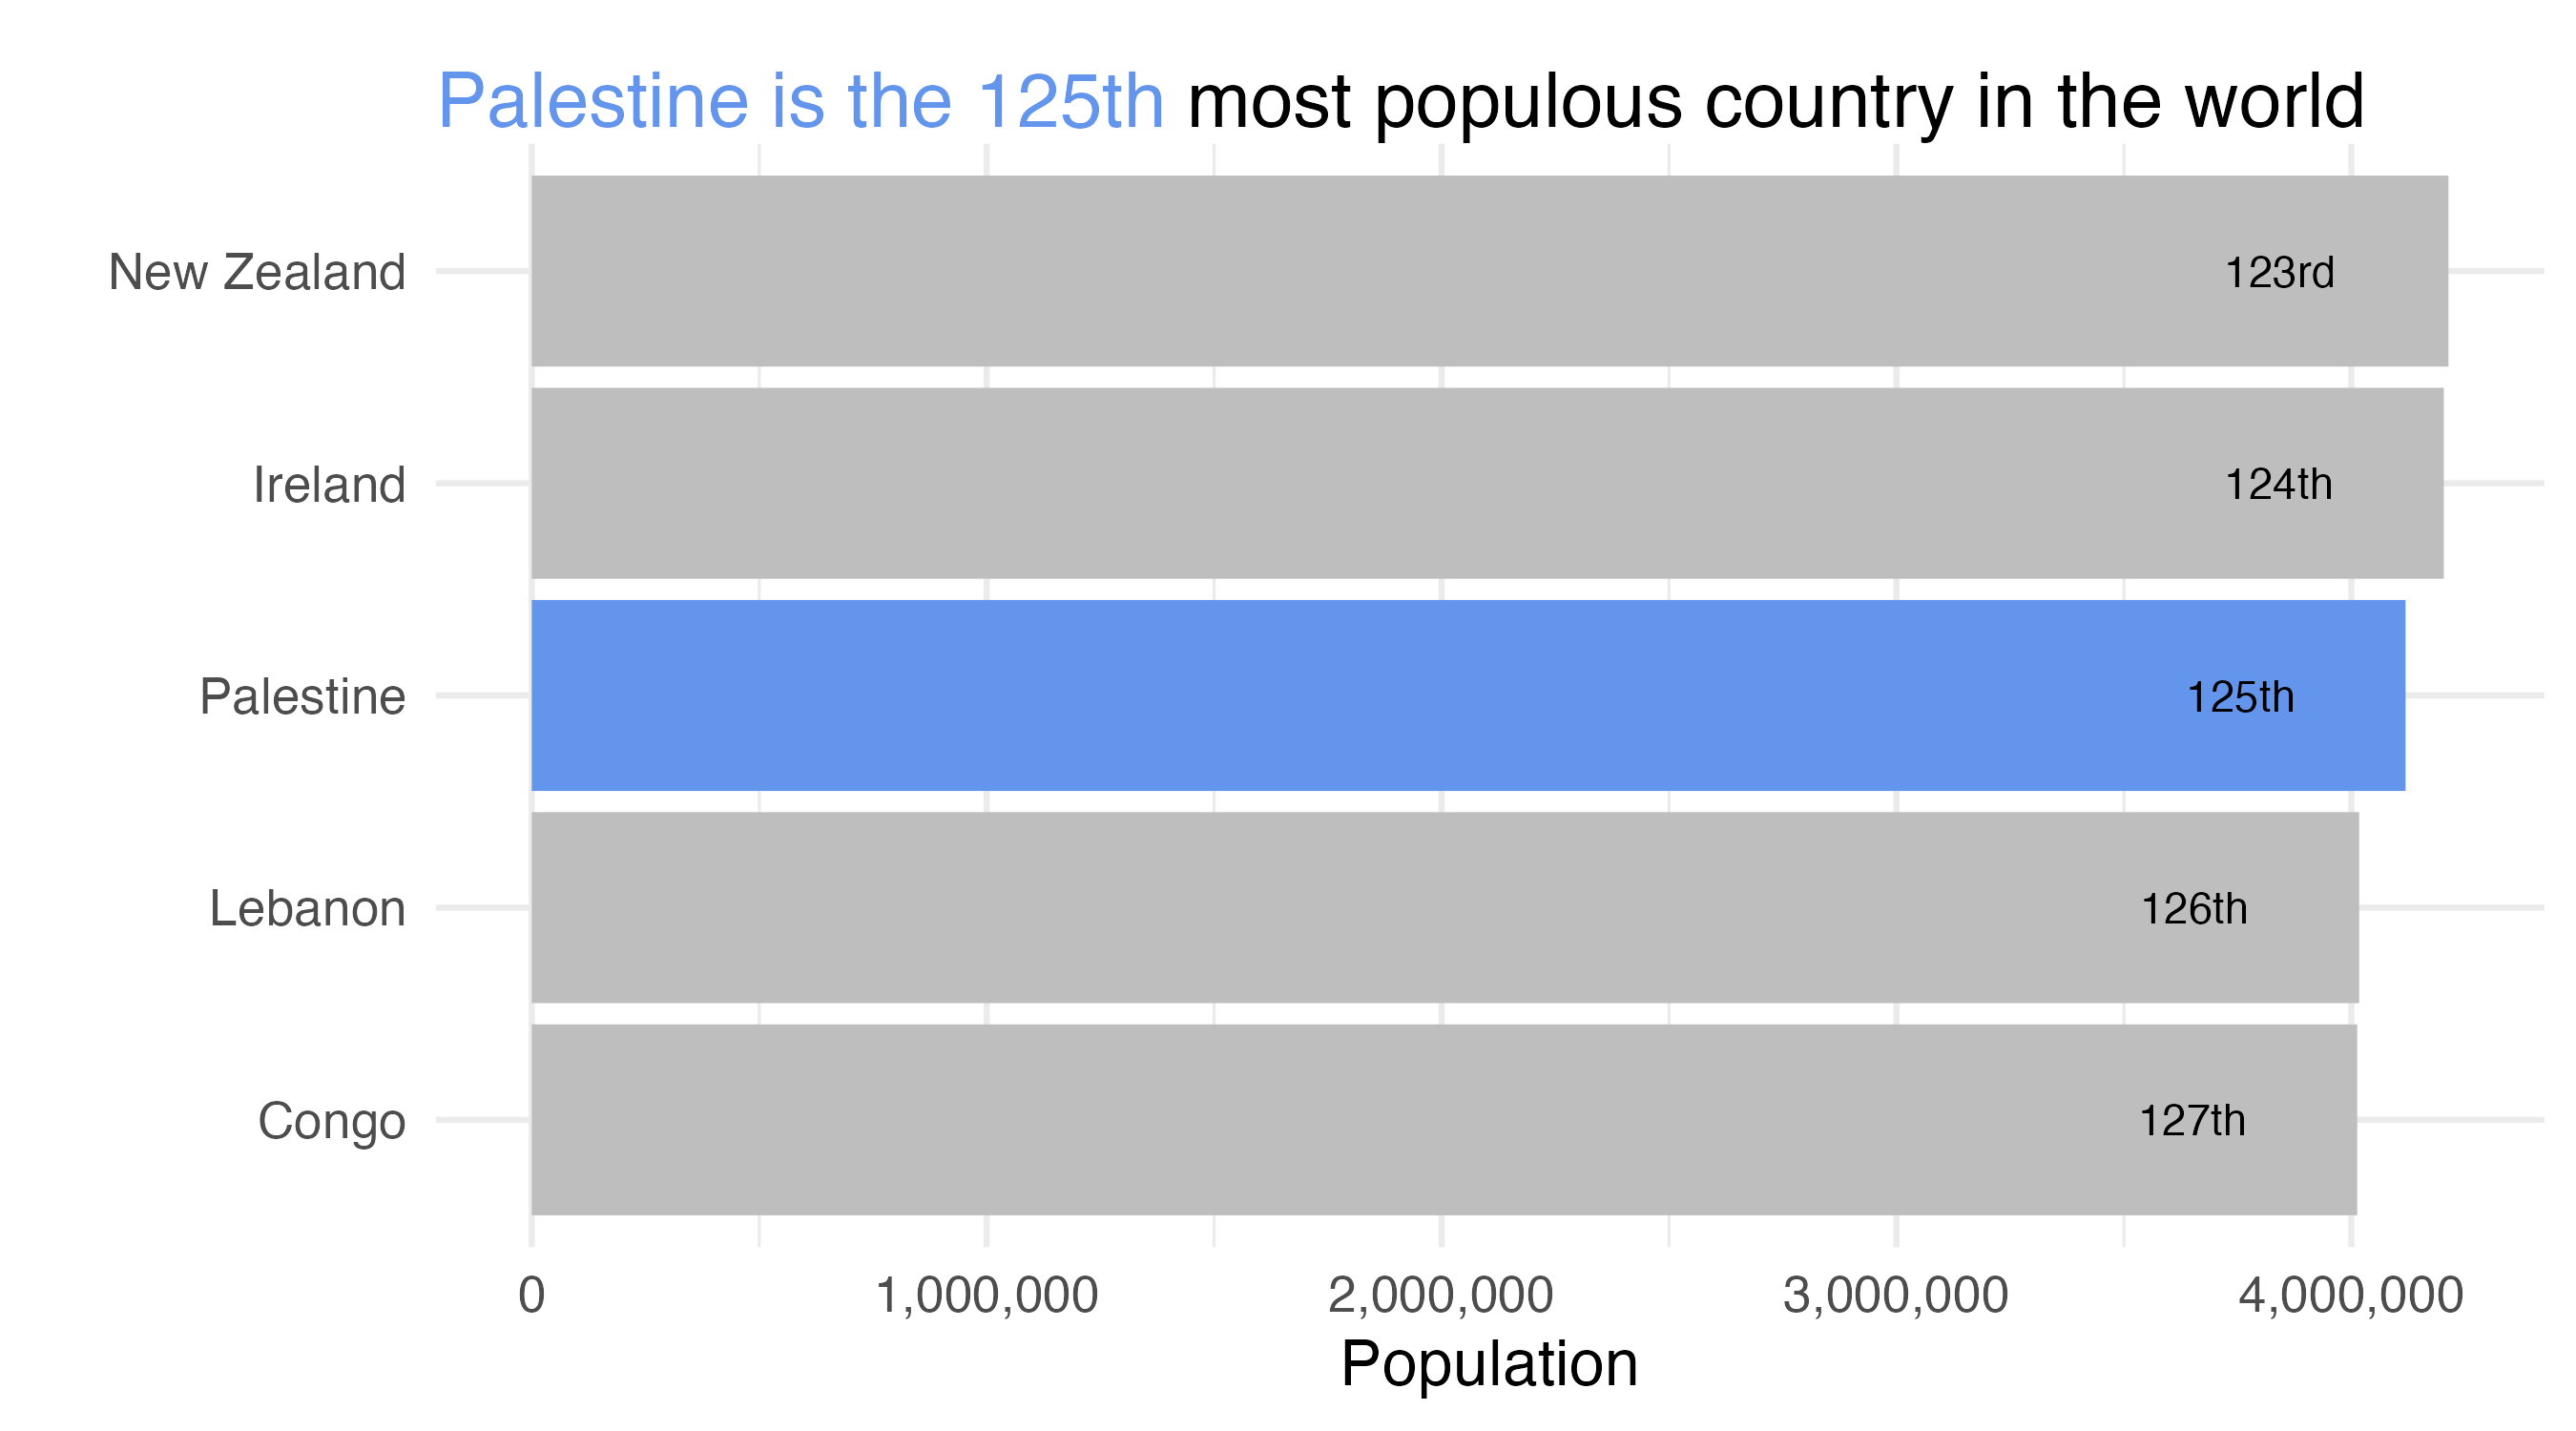 Palestine is the 125th most populous country in the world
New Zealand
123rd
Ireland
124th
Palestine
125th
Lebanon
126th
Congo
127th
0 1,000,000 2,000,000 3,000,000 4,000,000
Population